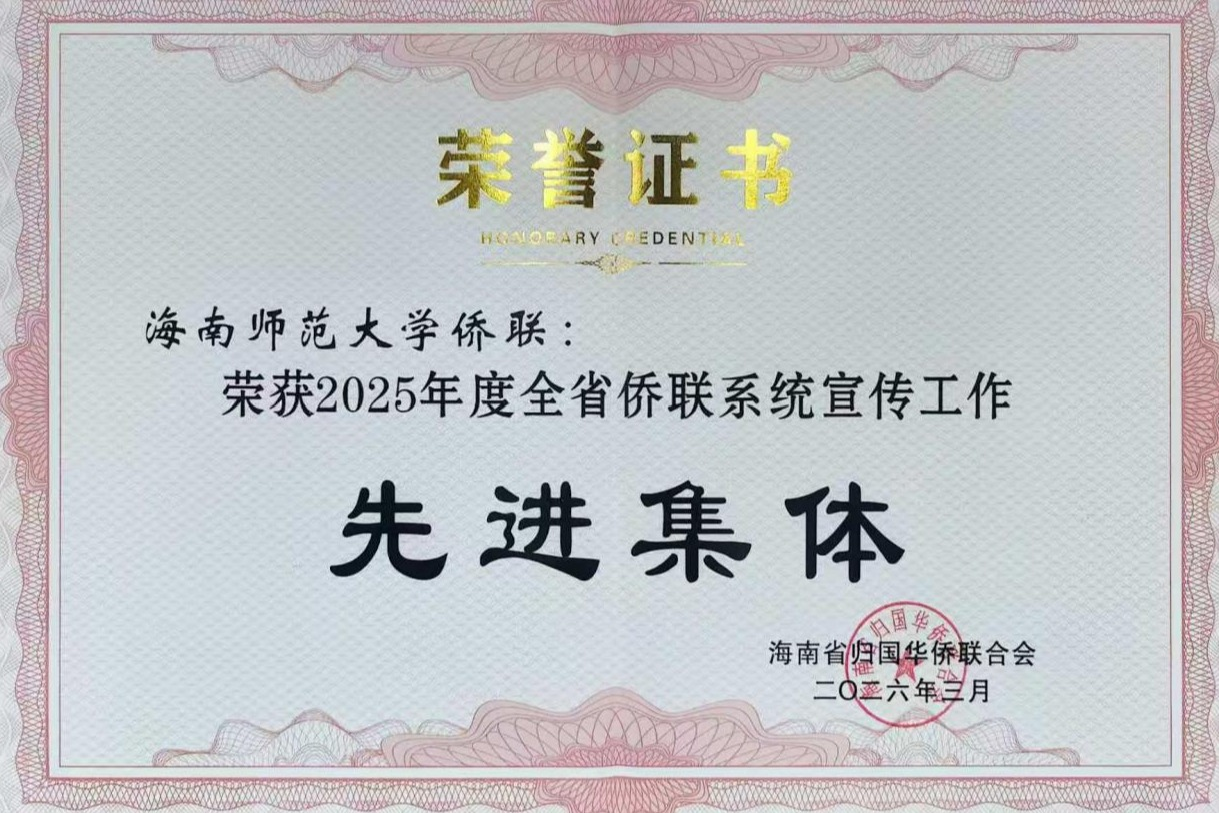 荣誉证书
HONORARY CREDENTIAL
海南师范大学侨联：
荣获2025年度全省侨联系统宣传工作
先进集体
海南省归国华侨联合会
二〇二六年三月